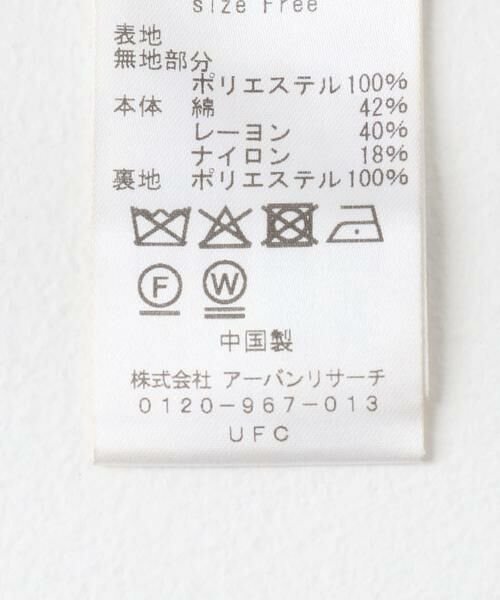 size Free
表地
無地部分
ポリエステル100%
本体 綿 42%
レーヨン 40%
ナイロン 18%
裏地 ポリエステル100%
F W
中国製
株式会社 アーバンリサーチ
0120-967-013
UFC